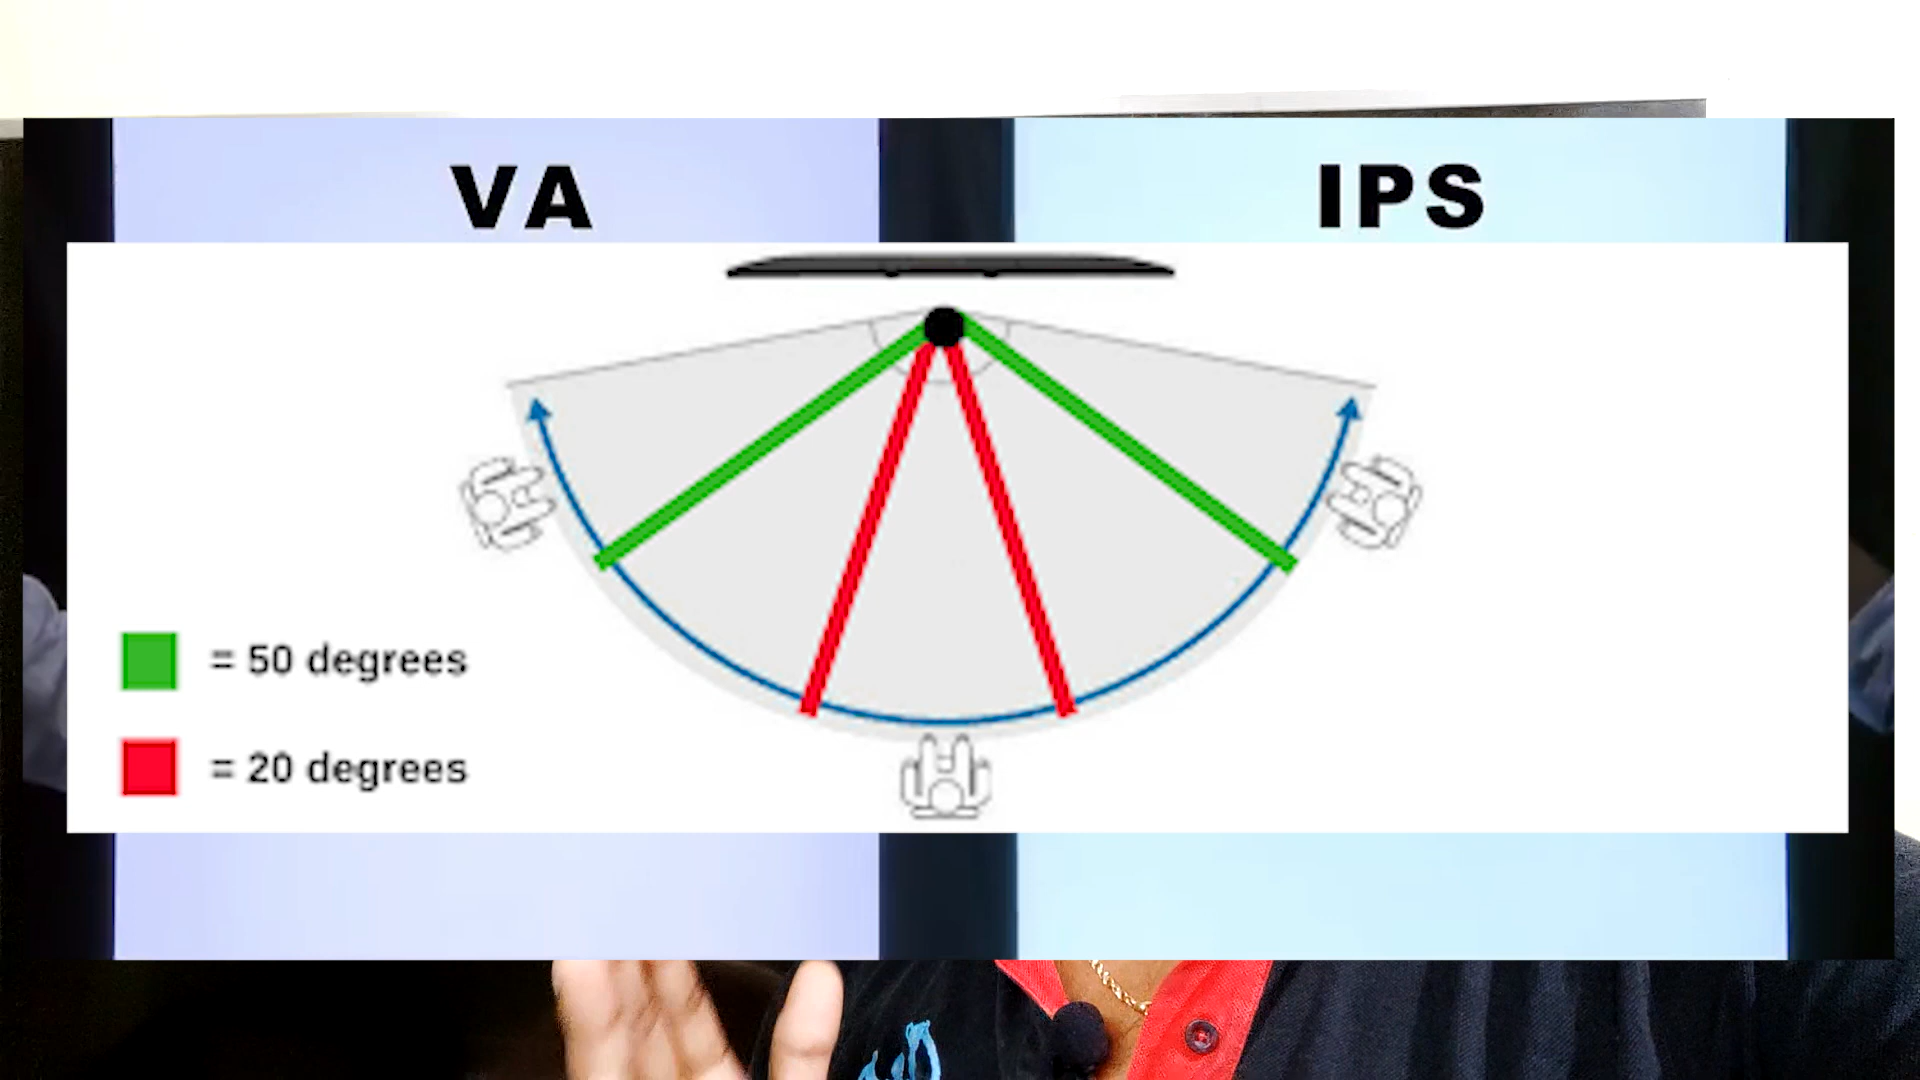 VA
IPS
= 50 degrees
= 20 degrees